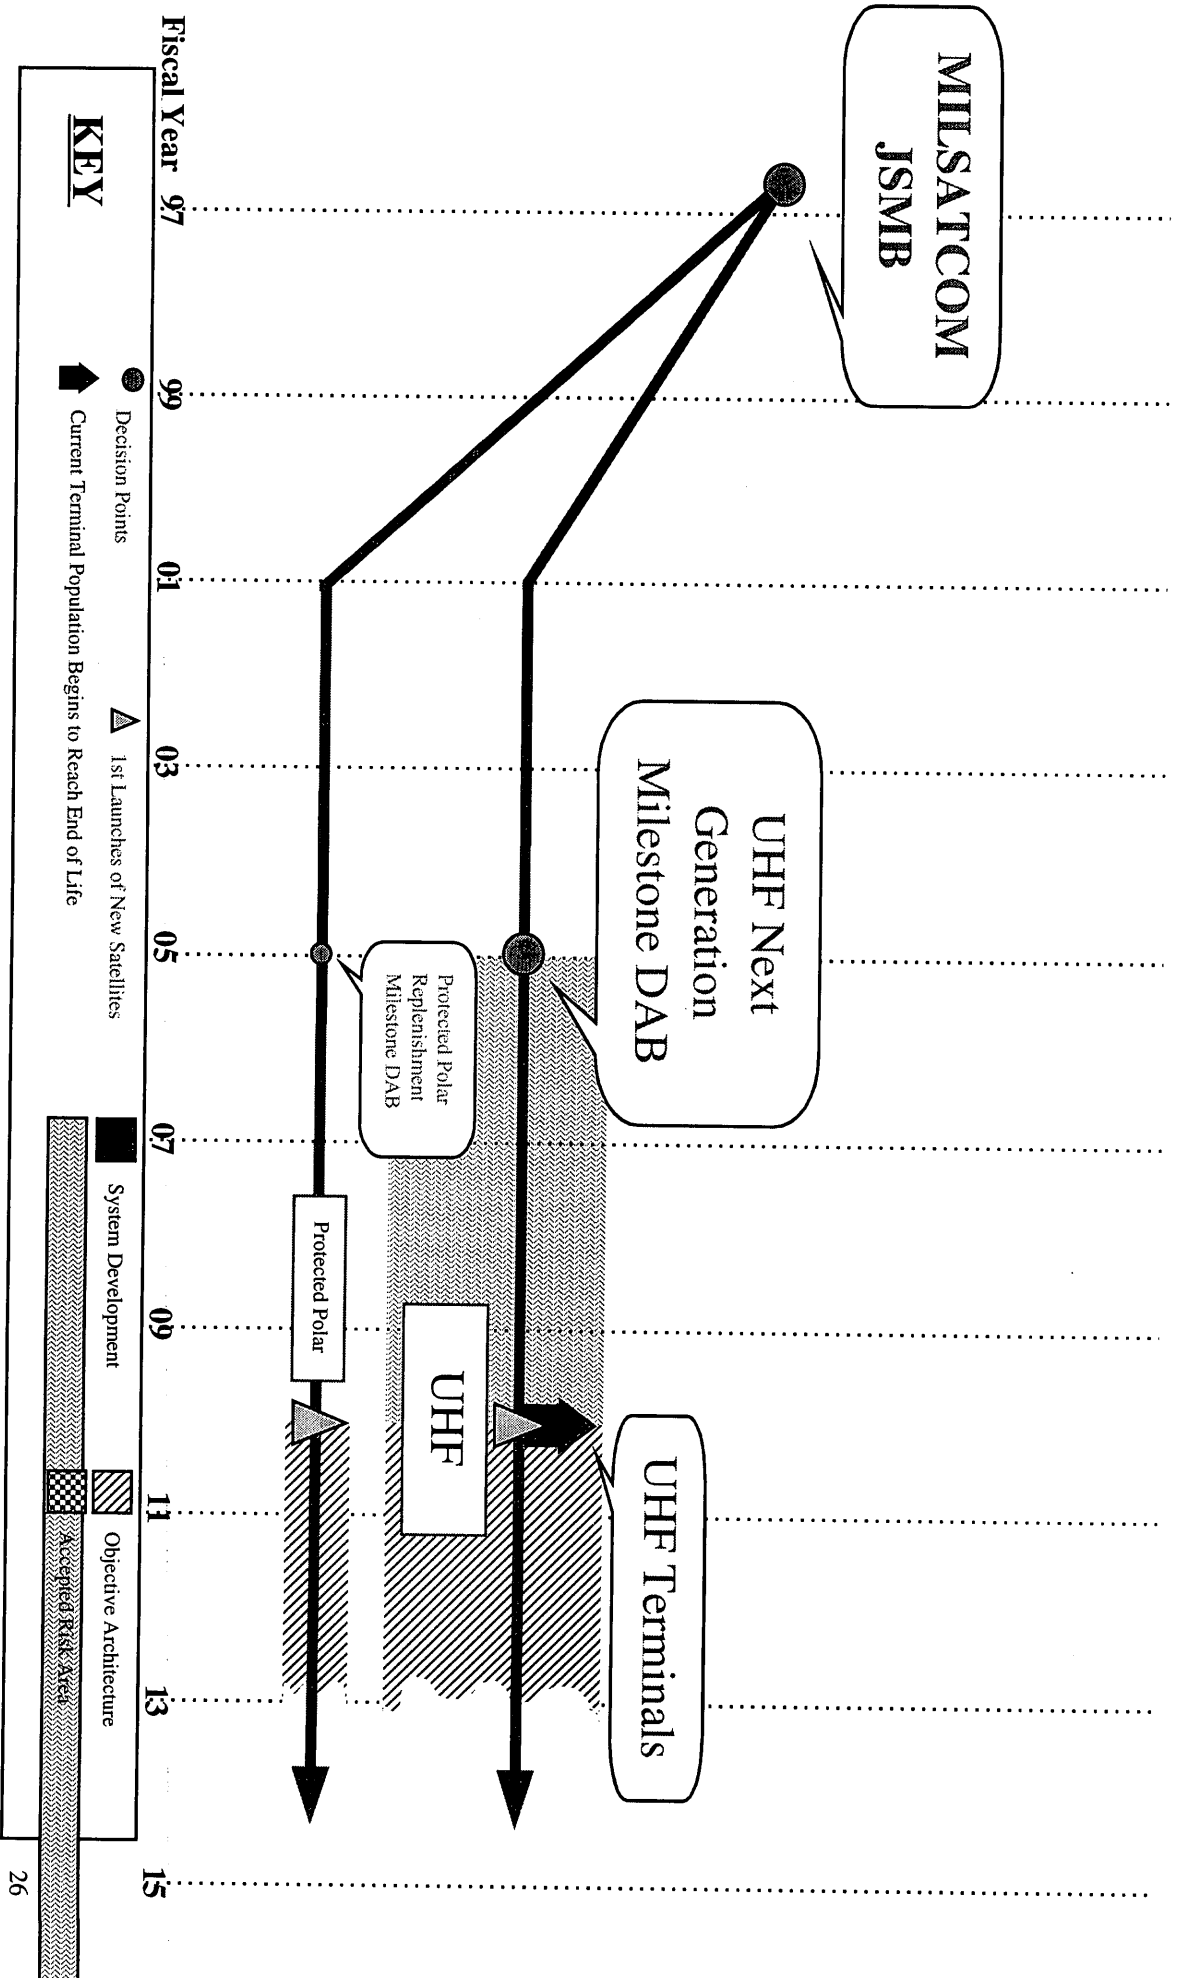 MILSATCOM
JSMB
UHF Next
Generation
Milestone DAB
UHF Terminals
Protected Polar
Replenishment
Milestone DAB
UHF
Protected Polar
Fiscal Year 97 99 01 03 05 07 09 11 13 15
KEY
Decision Points
1st Launches of New Satellites
System Development
Objective Architecture
Current Terminal Population Begins to Reach End of Life
Accepted Risk Area
26